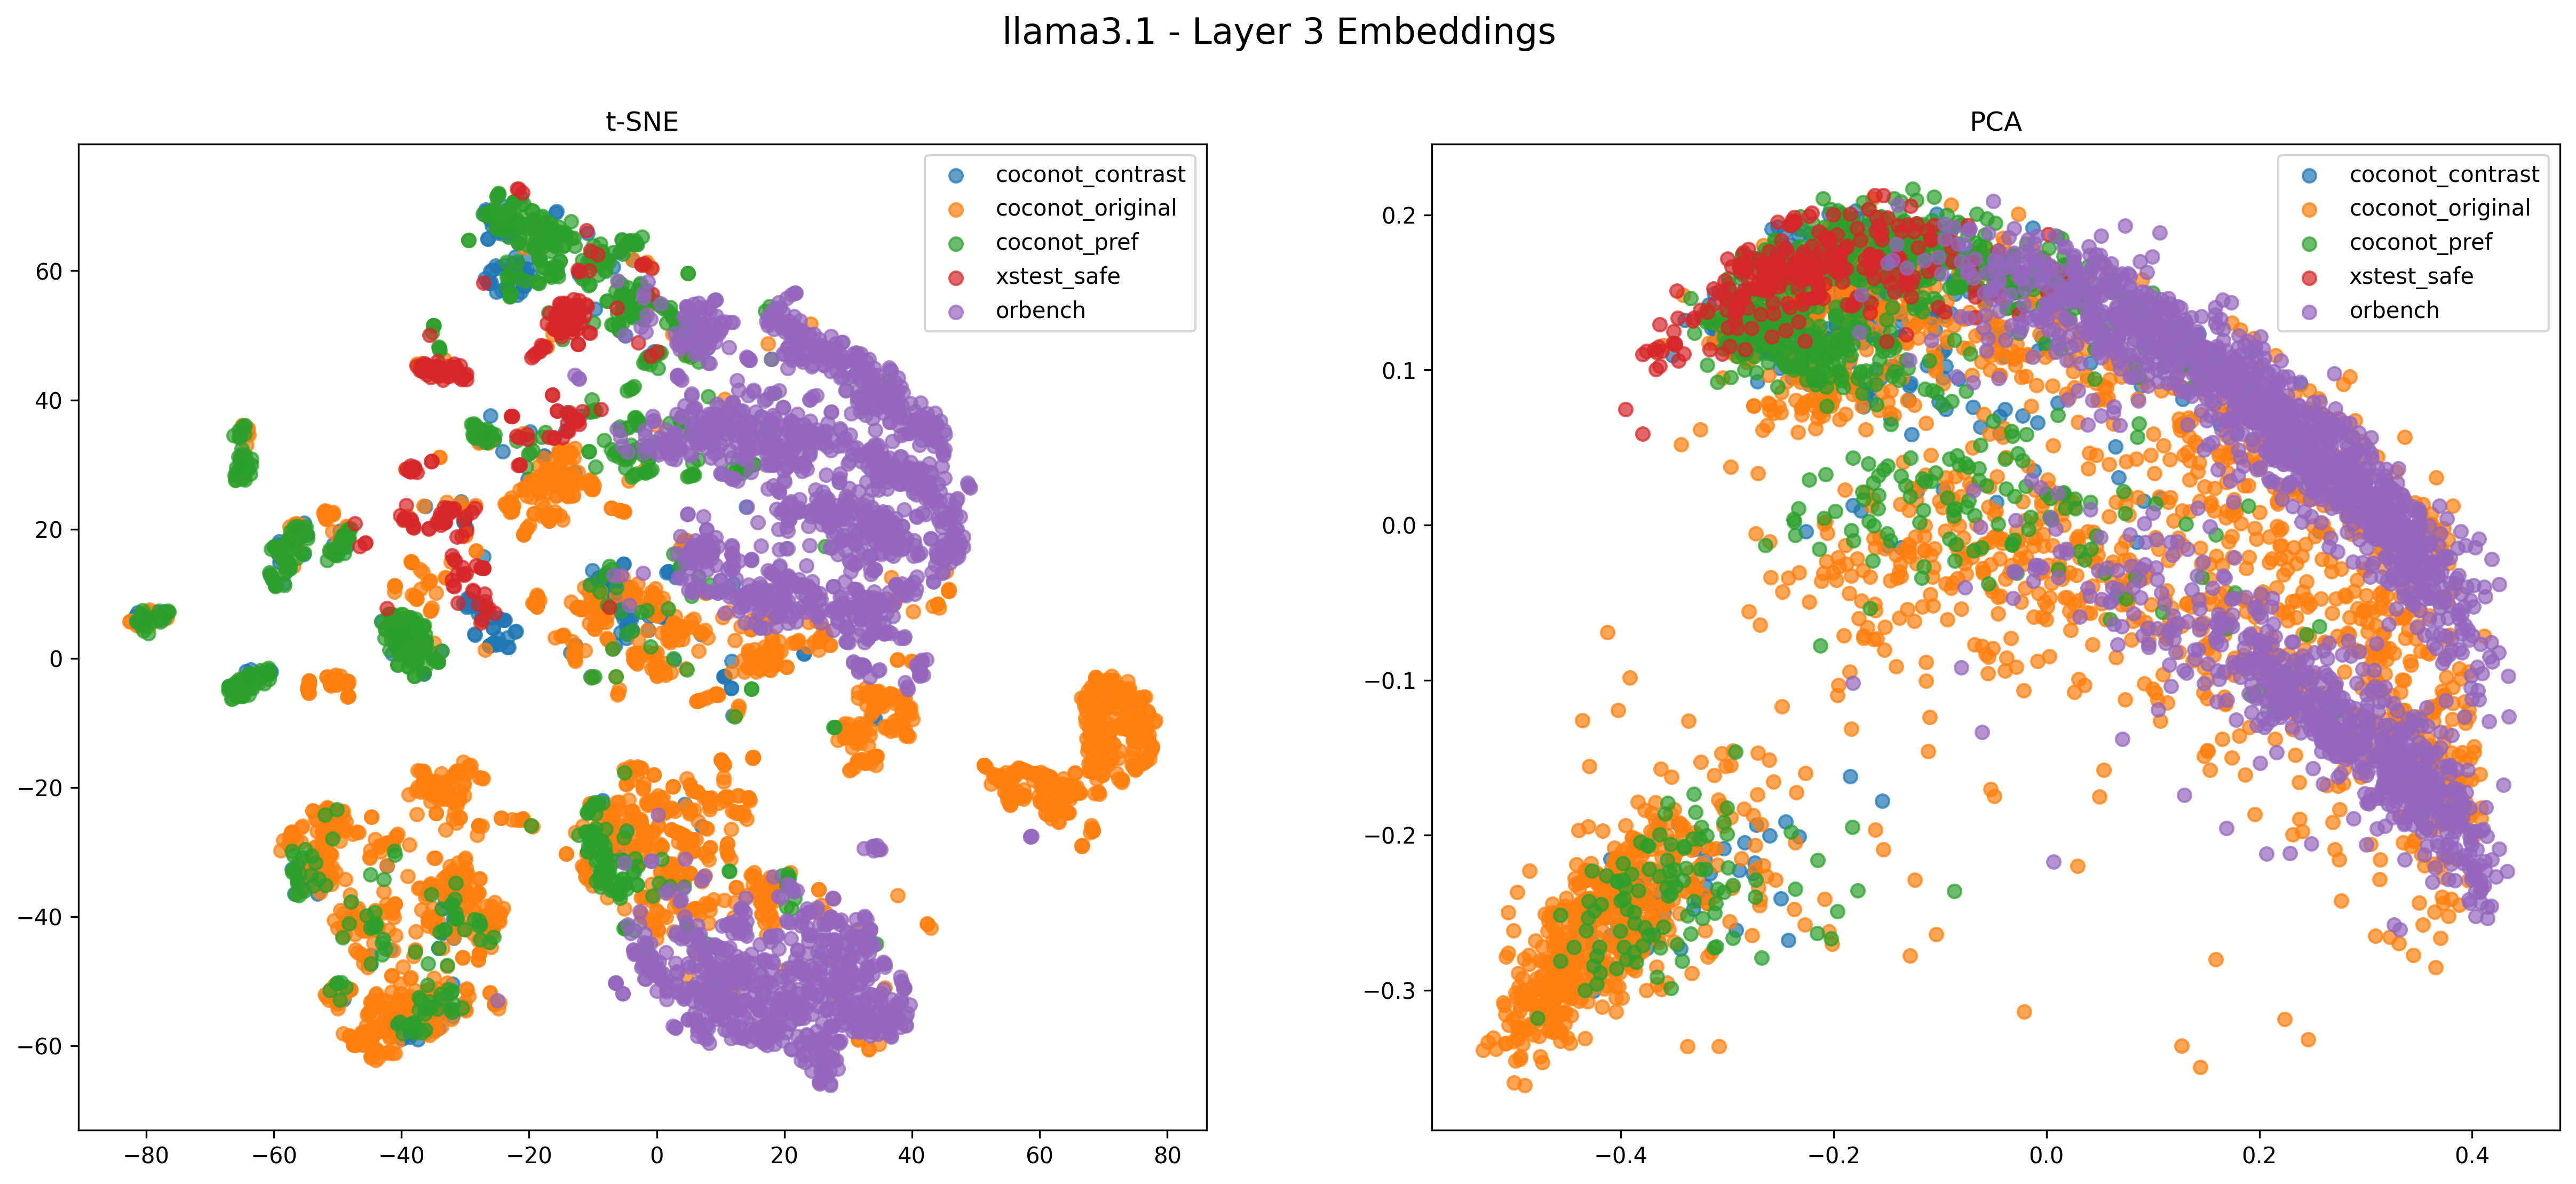 llama3.1 - Layer 3 Embeddings
t-SNE
coconot_contrast
coconot_original
coconot_pref
xstest_safe
orbench
60
40
20
0
−20
−40
−60
−80 −60 −40 −20 0 20 40 60 80
PCA
coconot_contrast
coconot_original
coconot_pref
xstest_safe
orbench
0.2
0.1
0.0
−0.1
−0.2
−0.3
−0.4 −0.2 0.0 0.2 0.4